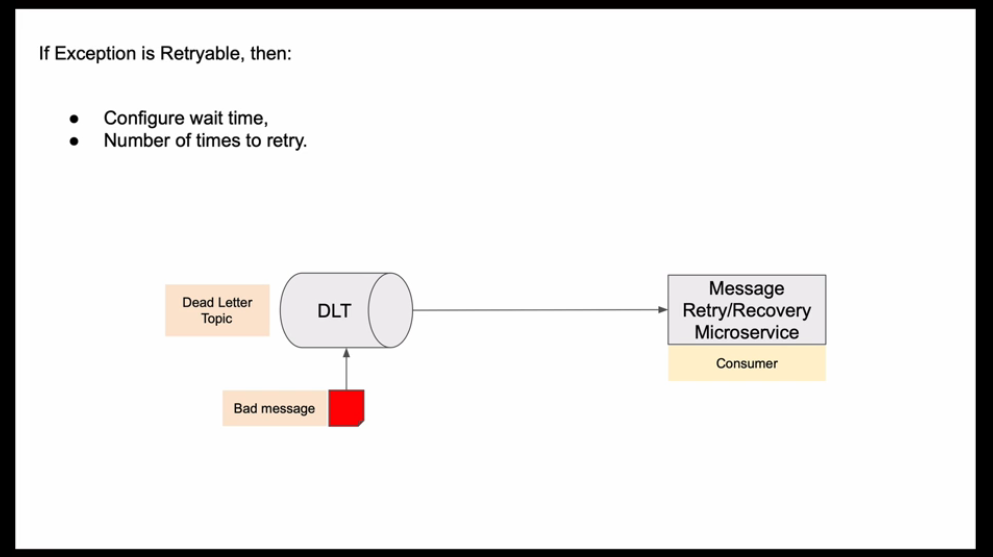 If Exception is Retryable, then:
● Configure wait time,
● Number of times to retry.
Dead Letter
Topic
DLT
Message
Retry/Recovery
Microservice
Consumer
Bad message